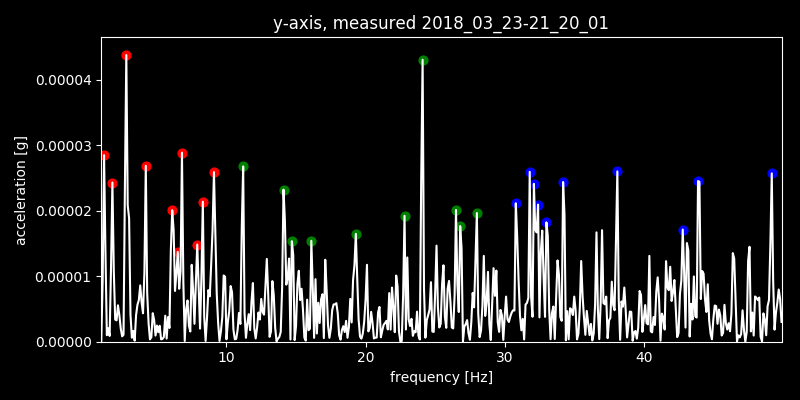 y-axis, measured 2018_03_23-21_20_01
acceleration [g]
0.00004
0.00003
0.00002
0.00001
0.00000
10 20 30 40
frequency [Hz]